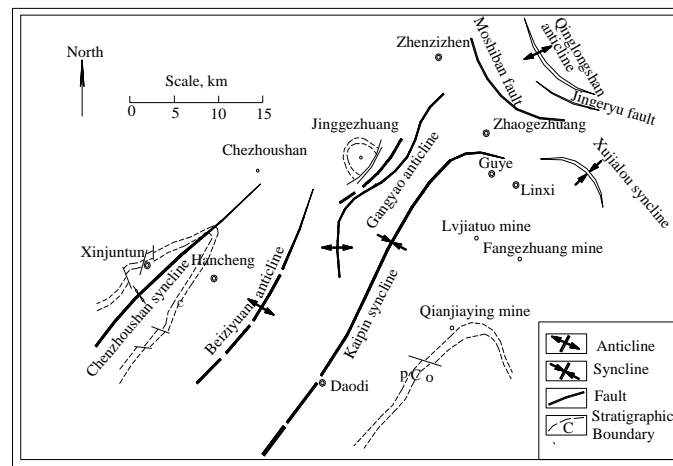 North
Scale, km
0 5 10 15
Zhenzizhen
Moshiban fault
Qinglongshan
anticline
Jingeryu fault
Jinggezhuang
Zhaogezhuang
Chezhoushan
Gangyao anticline
Guye
Linxi
Xujialou syncline
Lvjiatuo mine
Fangezhuang mine
Xinjuntun
Hancheng
Chenzhoushan syncline
Beiziyuan anticline
Kaipin syncline
Qianjiaying mine
P C o
Daodi
c
Anticline
Syncline
Fault
C Stratigraphic
Boundary